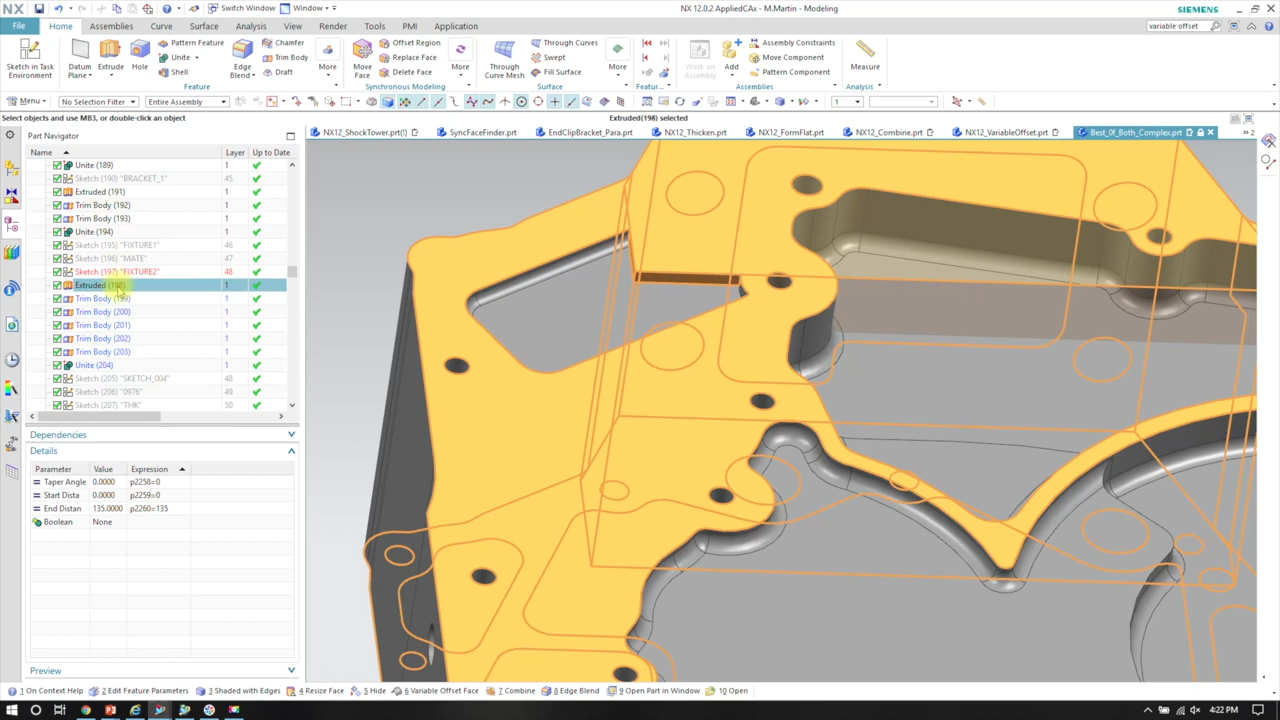 NX
Switch Window
Window
NX 12.0.2 AppliedCAx - M.Martin - Modeling
SIEMENS
File
Home
Assemblies
Curve
Surface
Analysis
View
Render
Tools
PMI
Application
variable offset
Sketch in Task Environment
Datum Plane
Extrude
Hole
Pattern Feature
Unite
Shell
Edge Blend
Chamfer
Trim Body
Draft
More
Feature
Move Face
Offset Region
Replace Face
Delete Face
More
Synchronous Modeling
Through Curve Mesh
Through Curves
Swept
Fill Surface
More
Surface
Featur...
Work on Assembly
Add
Assembly Constraints
Move Component
Pattern Component
Assemblies
Measure
Analysis
Menu
No Selection Filter
Entire Assembly
1
Select objects and use MB3, or double-click an object
Extruded(198) selected
Part Navigator
NX12_ShockTower.prt(!)
SyncFaceFinder.prt
EndClipBracket_Para.prt
NX12_Thicken.prt
NX12_FormFlat.prt
NX12_Combine.prt
NX12_VariableOffset.prt
Best_Of_Both_Complex.prt
2
Name Layer Up to Date
Unite (189) 1
Sketch (190) "BRACKET_1" 45
Extruded (191) 1
Trim Body (192) 1
Trim Body (193) 1
Unite (194) 1
Sketch (195) "FIXTURE1" 46
Sketch (196) "MATE" 47
Sketch (197) "FIXTURE2" 48
Extruded (198) 1
Trim Body (199) 1
Trim Body (200) 1
Trim Body (201) 1
Trim Body (202) 1
Trim Body (203) 1
Unite (204) 1
Sketch (205) "SKETCH_004" 48
Sketch (206) "0976" 49
Sketch (207) "THK" 50
Dependencies
Details
Parameter Value Expression
Taper Angle 0.0000 p2258=0
Start Dista 0.0000 p2259=0
End Distan 135.0000 p2260=135
Boolean None
Preview
1 On Context Help
2 Edit Feature Parameters
3 Shaded with Edges
4 Resize Face
5 Hide
6 Variable Offset Face
7 Combine
8 Edge Blend
9 Open Part in Window
10 Open
4:22 PM